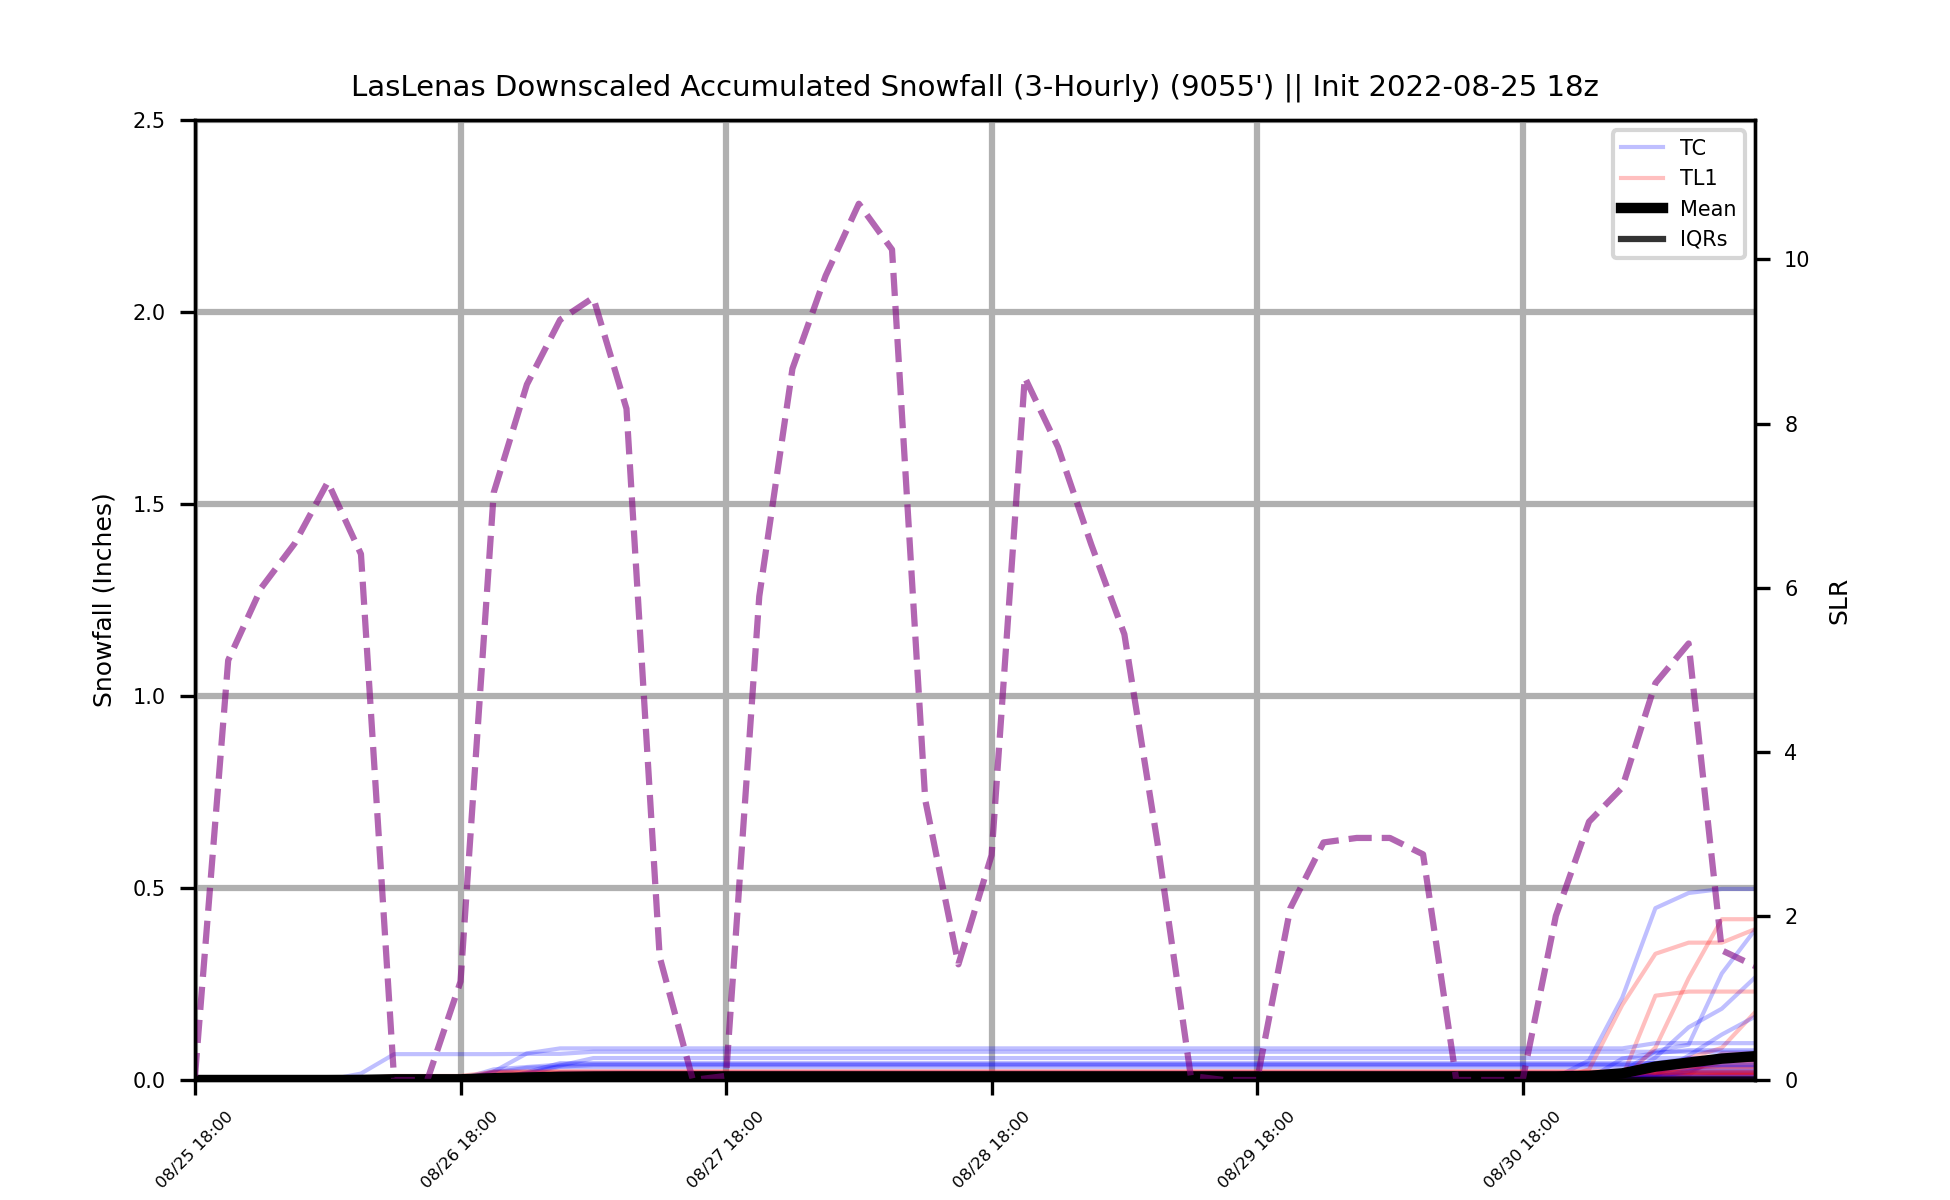 LasLenas Downscaled Accumulated Snowfall (3-Hourly) (9055') || Init 2022-08-25 18z
TC
TL1
Mean
IQRs
Snowfall (Inches)
2.5
2.0
1.5
1.0
0.5
0.0
SLR
10
8
6
4
2
0
08/25 18:00
08/26 18:00
08/27 18:00
08/28 18:00
08/29 18:00
08/30 18:00